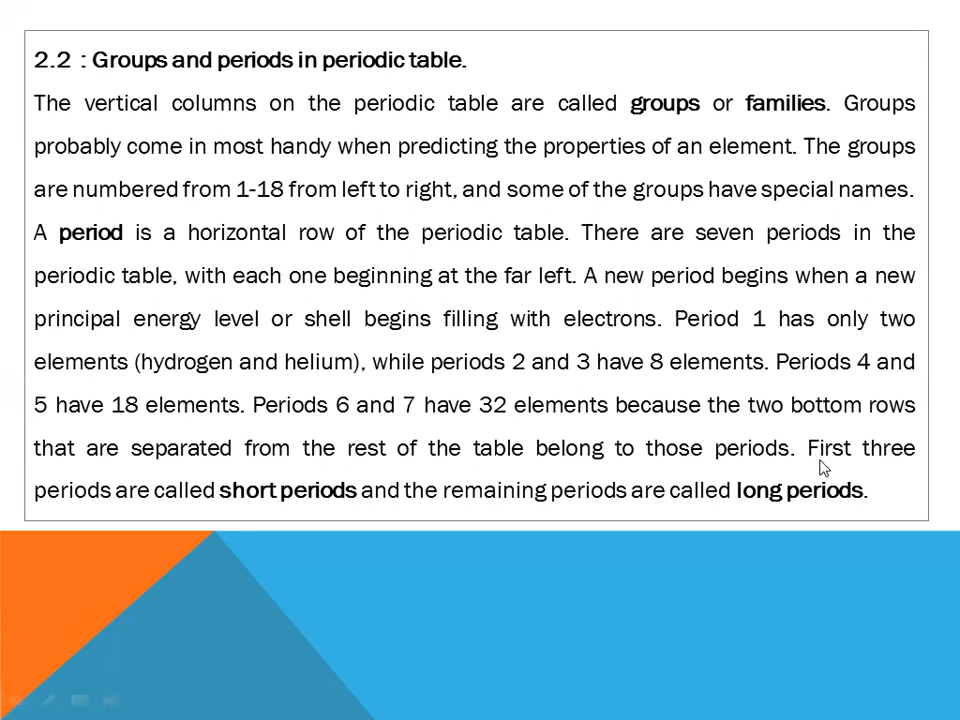 2.2 : Groups and periods in periodic table.
The vertical columns on the periodic table are called groups or families. Groups
probably come in most handy when predicting the properties of an element. The groups
are numbered from 1-18 from left to right, and some of the groups have special names.
A period is a horizontal row of the periodic table. There are seven periods in the
periodic table, with each one beginning at the far left. A new period begins when a new
principal energy level or shell begins filling with electrons. Period 1 has only two
elements (hydrogen and helium), while periods 2 and 3 have 8 elements. Periods 4 and
5 have 18 elements. Periods 6 and 7 have 32 elements because the two bottom rows
that are separated from the rest of the table belong to those periods. First three
periods are called short periods and the remaining periods are called long periods.